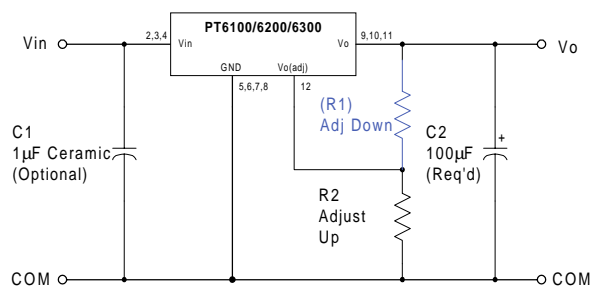 PT6100/6200/6300
2,3,4
9,10,11
Vin
Vin
Vo
Vo
GND
Vo(adj)
5,6,7,8
12
(R1)
Adj Down
C1
1µF Ceramic
(Optional)
C2
100µF
(Req'd)
+
R2
Adjust
Up
COM
COM